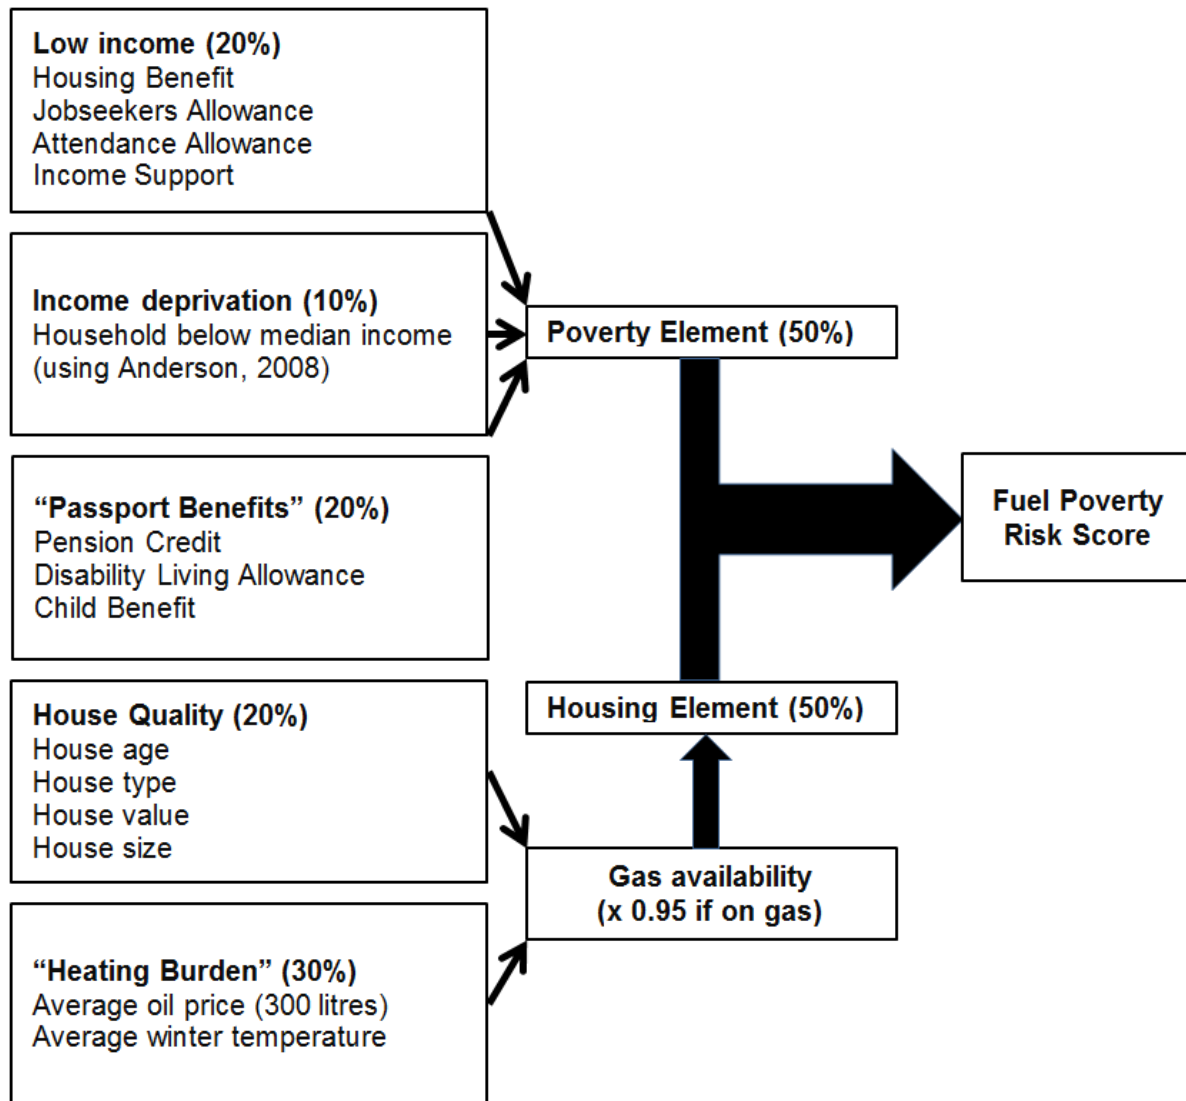 Low income (20%)
Housing Benefit
Jobseekers Allowance
Attendance Allowance
Income Support
Income deprivation (10%)
Household below median income
(using Anderson, 2008)
Poverty Element (50%)
“Passport Benefits” (20%)
Pension Credit
Disability Living Allowance
Child Benefit
Fuel Poverty
Risk Score
House Quality (20%)
House age
House type
House value
House size
Housing Element (50%)
Gas availability
(x 0.95 if on gas)
“Heating Burden” (30%)
Average oil price (300 litres)
Average winter temperature